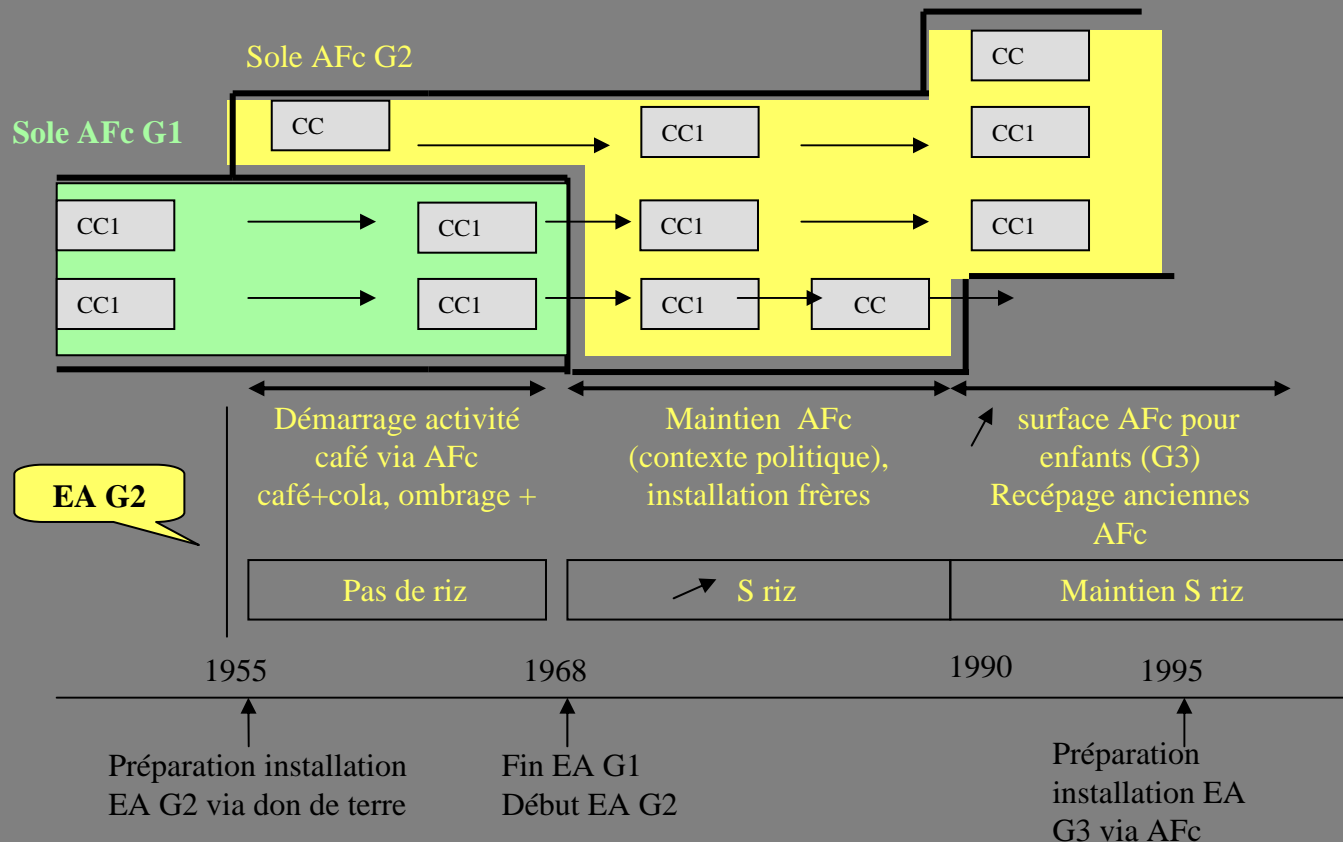 Sole AFc G2
Sole AFc G1
CC
CC
CC1
CC1
CC1
CC1
CC1
CC1
CC1
CC1
CC1
CC1
CC
Démarrage activité
café via AFc
café+cola, ombrage +
Maintien AFc
(contexte politique),
installation frères
surface AFc pour
enfants (G3)
Recépage anciennes
AFc
EA G2
Pas de riz
S riz
Maintien S riz
1955
1968
1990
1995
Préparation installation
EA G2 via don de terre
Fin EA G1
Début EA G2
Préparation
installation EA
G3 via AFc